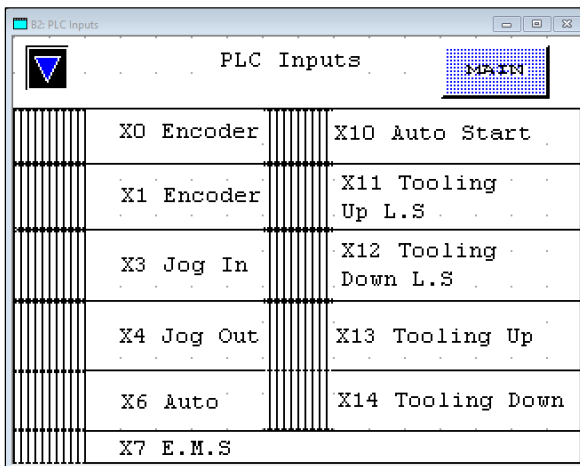 B2: PLC Inputs
PLC Inputs
MAIN
X0 Encoder
X10 Auto Start
X1 Encoder
X11 Tooling
Up L.S
X3 Jog In
X12 Tooling
Down L.S
X4 Jog Out
X13 Tooling Up
X6 Auto
X14 Tooling Down
X7 E.M.S